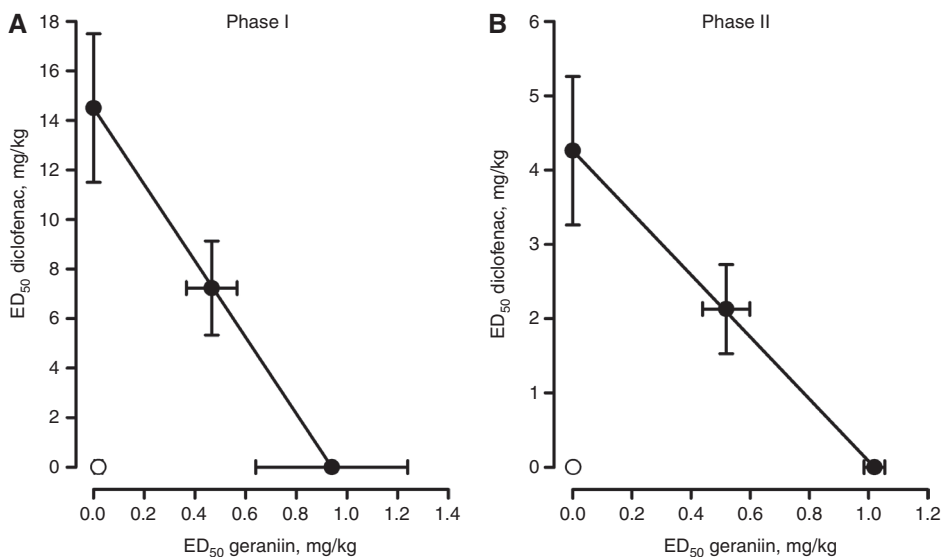 A
Phase I
18
16
14
12
10
8
6
4
2
0
ED₅₀ diclofenac, mg/kg
0.0 0.2 0.4 0.6 0.8 1.0 1.2 1.4
ED₅₀ geraniin, mg/kg
B
Phase II
6
5
4
3
2
1
0
ED₅₀ diclofenac, mg/kg
0.0 0.2 0.4 0.6 0.8 1.0 1.2
ED₅₀ geraniin, mg/kg